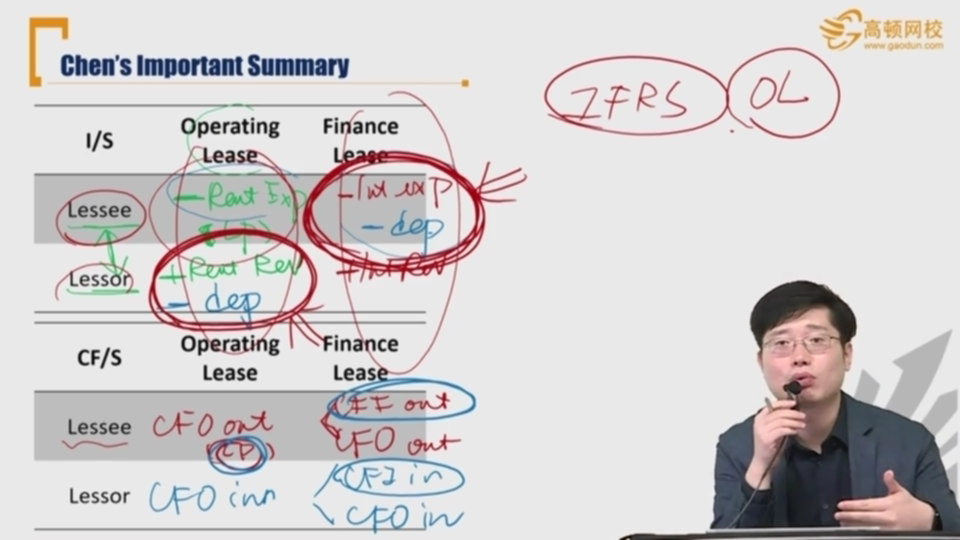 高顿网校
www.gaodun.com
Chen's Important Summary
IFRS OL
I/S Operating Lease Finance Lease
Lessee - Rent Ex - Int exp
- dep
Lessor + Rent Rev + Int Rev
- dep
CF/S Operating Lease Finance Lease
Lessee CFO out CFF out
CFO out
Lessor CFO inn CFI in
CFO in